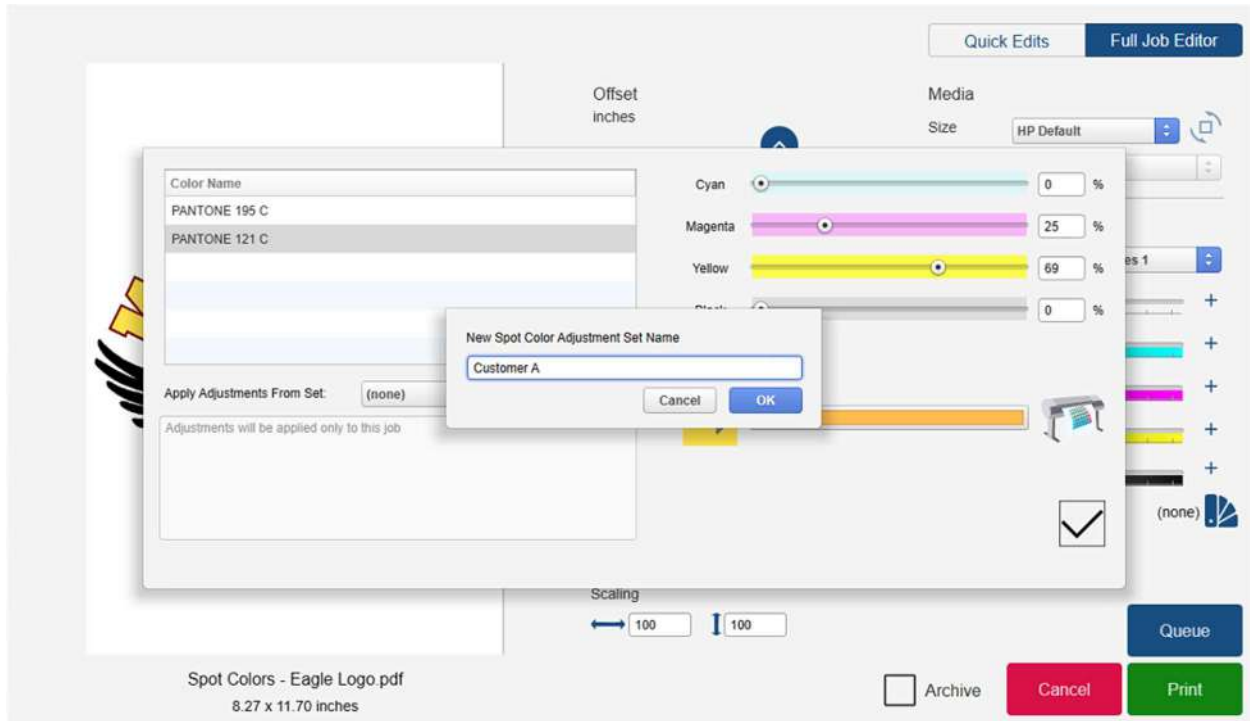 Quick Edits
Full Job Editor
Offset
inches
Media
Size
HP Default
Color Name
PANTONE 195 C
PANTONE 121 C
Cyan
0
%
Magenta
25
%
Yellow
69
%
0
%
es 1
New Spot Color Adjustment Set Name
Customer A
Cancel
OK
Apply Adjustments From Set:
(none)
Adjustments will be applied only to this job
(none)
Scaling
100
100
Spot Colors - Eagle Logo.pdf
8.27 x 11.70 inches
Archive
Queue
Cancel
Print